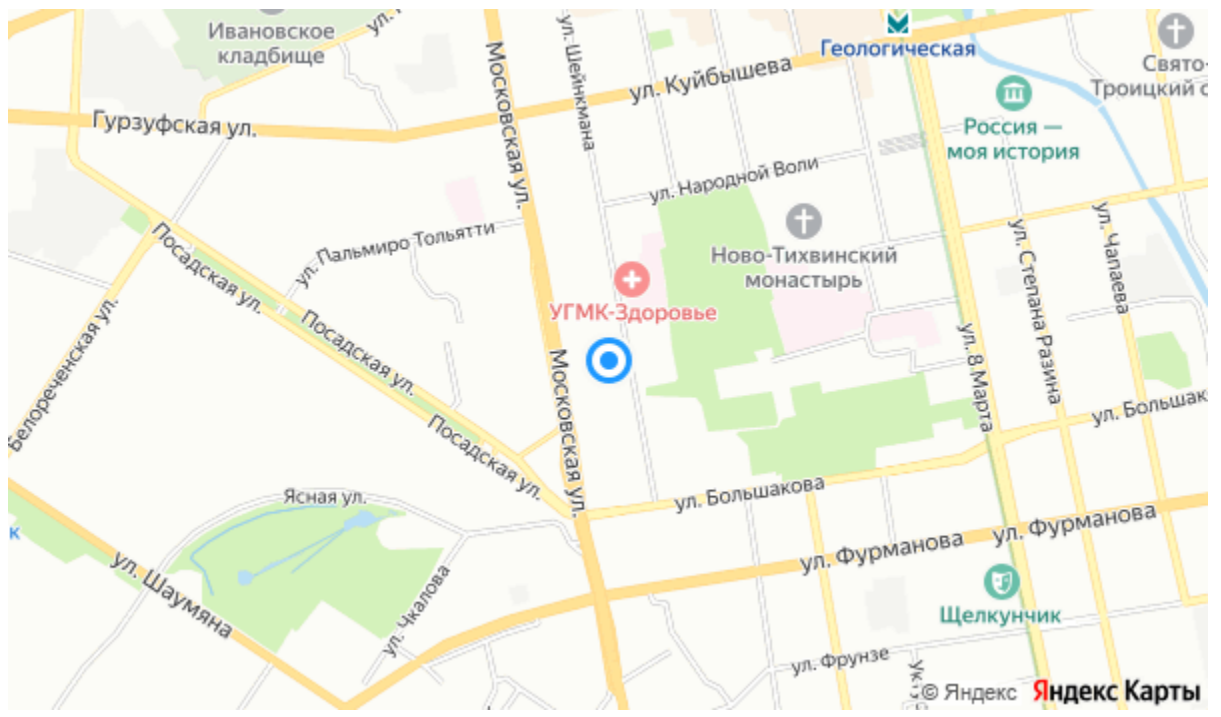 Ивановское
кладбище
ул.
Московская ул.
ул. Шейнкмана
Геологическая
Свято-
Троицкий с
ул. Куйбышева
Гурзуфская ул.
Россия —
моя история
ул. Народной Воли
Посадская ул.
ул. Пальмиро Тольятти
Ново-Тихвинский
монастырь
ул. Чапаева
ул. Степана Разина
УГМК-Здоровье
Белореченская ул.
Посадская ул.
Московская ул.
ул. 8 Марта
ул. Большак
Посадская ул.
Ясная ул.
ул. Большакова
к
ул. Фурманова
ул. Фурманова
ул. Шаумяна
ул. Чкалова
Щелкунчик
ул. Фрунзе
© Яндекс
Яндекс Карты